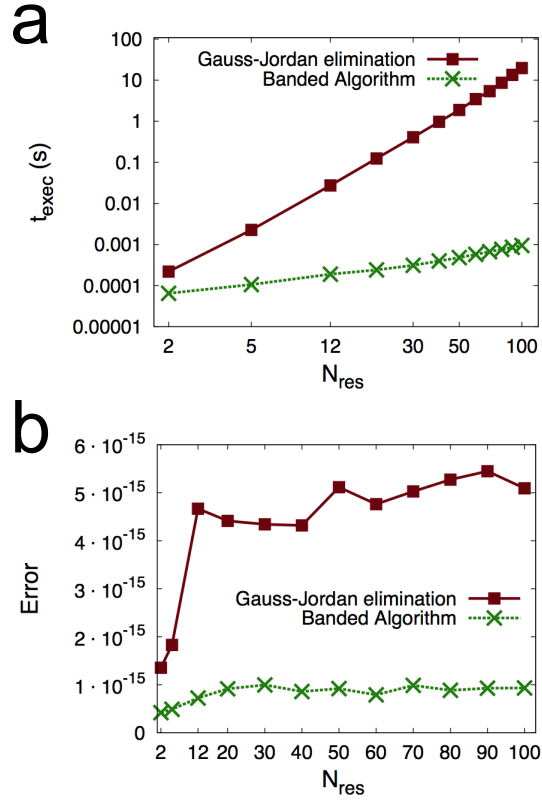 a
100
10
1
0.1
0.01
0.001
0.0001
0.00001
t_exec (s)
Gauss-Jordan elimination
Banded Algorithm
2 5 12 30 50 100
N_res
b
6 · 10^-15
5 · 10^-15
4 · 10^-15
3 · 10^-15
2 · 10^-15
1 · 10^-15
0
Error
Gauss-Jordan elimination
Banded Algorithm
2 12 20 30 40 50 60 70 80 90 100
N_res